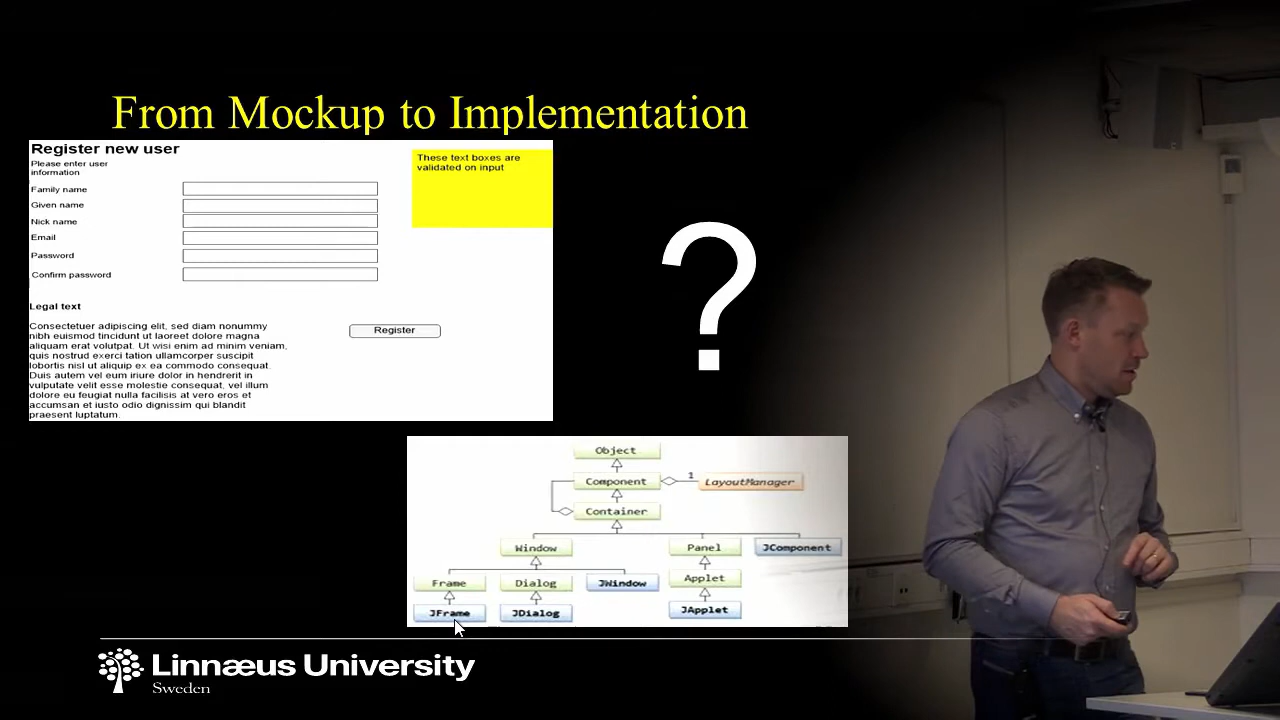 From Mockup to Implementation
Register new user
Please enter user
information
Family name
Given name
Nick name
Email
Password
Confirm password
These text boxes are
validated on input
?
Legal text
Consectetuer adipiscing elit, sed diam nonummy
nibh euismod tincidunt ut laoreet dolore magna
aliquam erat volutpat. Ut wisi enim ad minim veniam,
quis nostrud exerci tation ullamcorper suscipit
lobortis nisl ut aliquip ex ea commodo consequat.
Duis autem vel eum iriure dolor in hendrerit in
vulputate velit esse molestie consequat, vel illum
dolore eu feugiat nulla facilisis at vero eros et
accumsan et iusto odio dignissim qui blandit
praesent luptatum.
Register
Object
Component 1 LayoutManager
Container
Window Panel JComponent
Frame Dialog JWindow Applet
JFrame JDialog JApplet
Linnæus University
Sweden